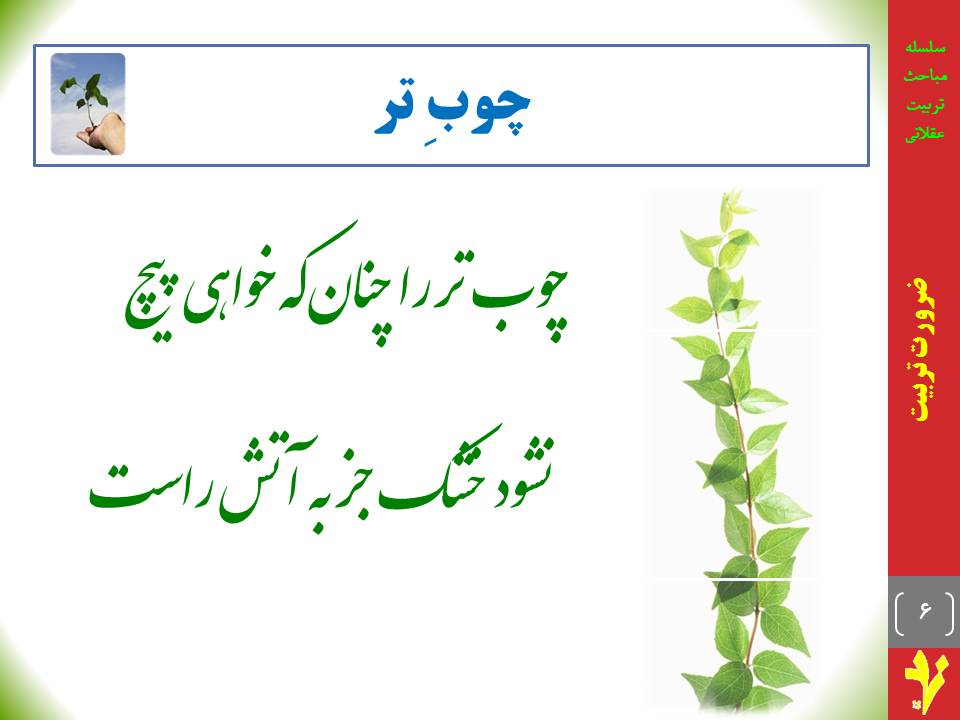 سلسله
مباحث
تربیت
عقلانی
چوبِ تر
چوب تر را چنان که خواهی پیچ
نشود خشک جز به آتش راست
ضرورت تربیت
۶